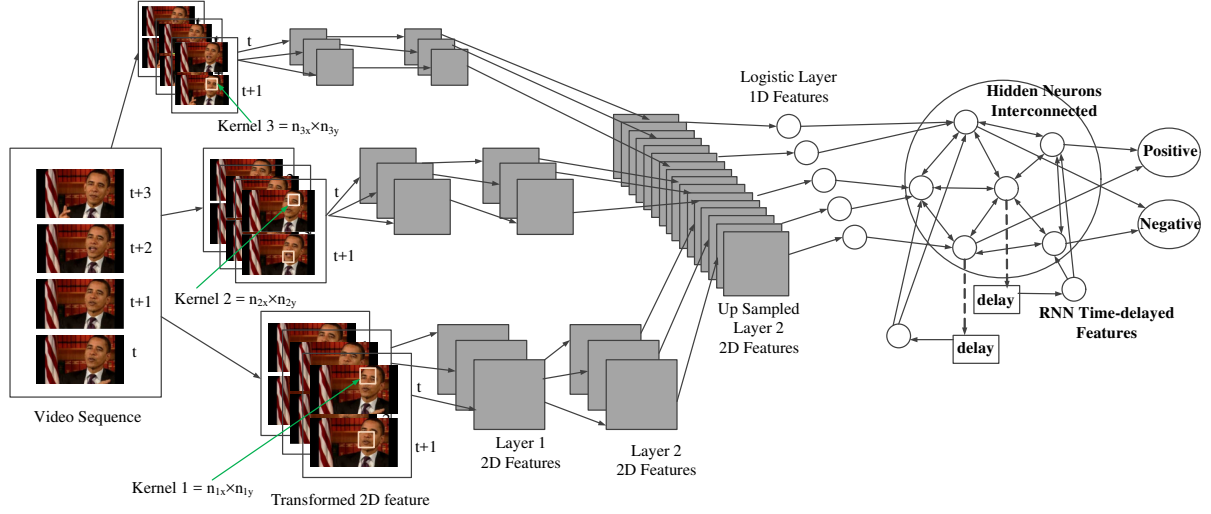 t
t+1
Kernel 3 = n3x×n3y
t+3
t+2
t+1
t
Video Sequence
t
t+1
Kernel 2 = n2x×n2y
t
t+1
Kernel 1 = n1x×n1y
Transformed 2D feature
Layer 1
2D Features
Layer 2
2D Features
Up Sampled
Layer 2
2D Features
Logistic Layer
1D Features
Hidden Neurons
Interconnected
Positive
Negative
delay
delay
RNN Time-delayed
Features